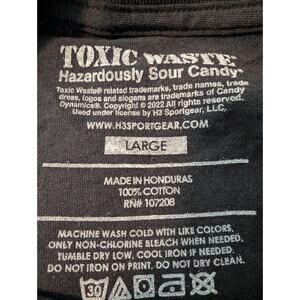 TOXIC WASTE
Hazardously Sour Candy™
Toxic Waste® related trademarks, trade names, trade
dress, logos and slogans are trademarks of Candy
Dynamics®. Copyright © 2022 All rights reserved.
Used under license by H3 Sportgear, LLC.
WWW.H3SPORTGEAR.COM
LARGE
MADE IN HONDURAS
100% COTTON
RN# 107208
MACHINE WASH COLD WITH LIKE COLORS,
ONLY NON-CHLORINE BLEACH WHEN NEEDED,
TUMBLE DRY LOW, COOL IRON IF NEEDED.
DO NOT IRON ON PRINT, DO NOT DRY CLEAN.
30